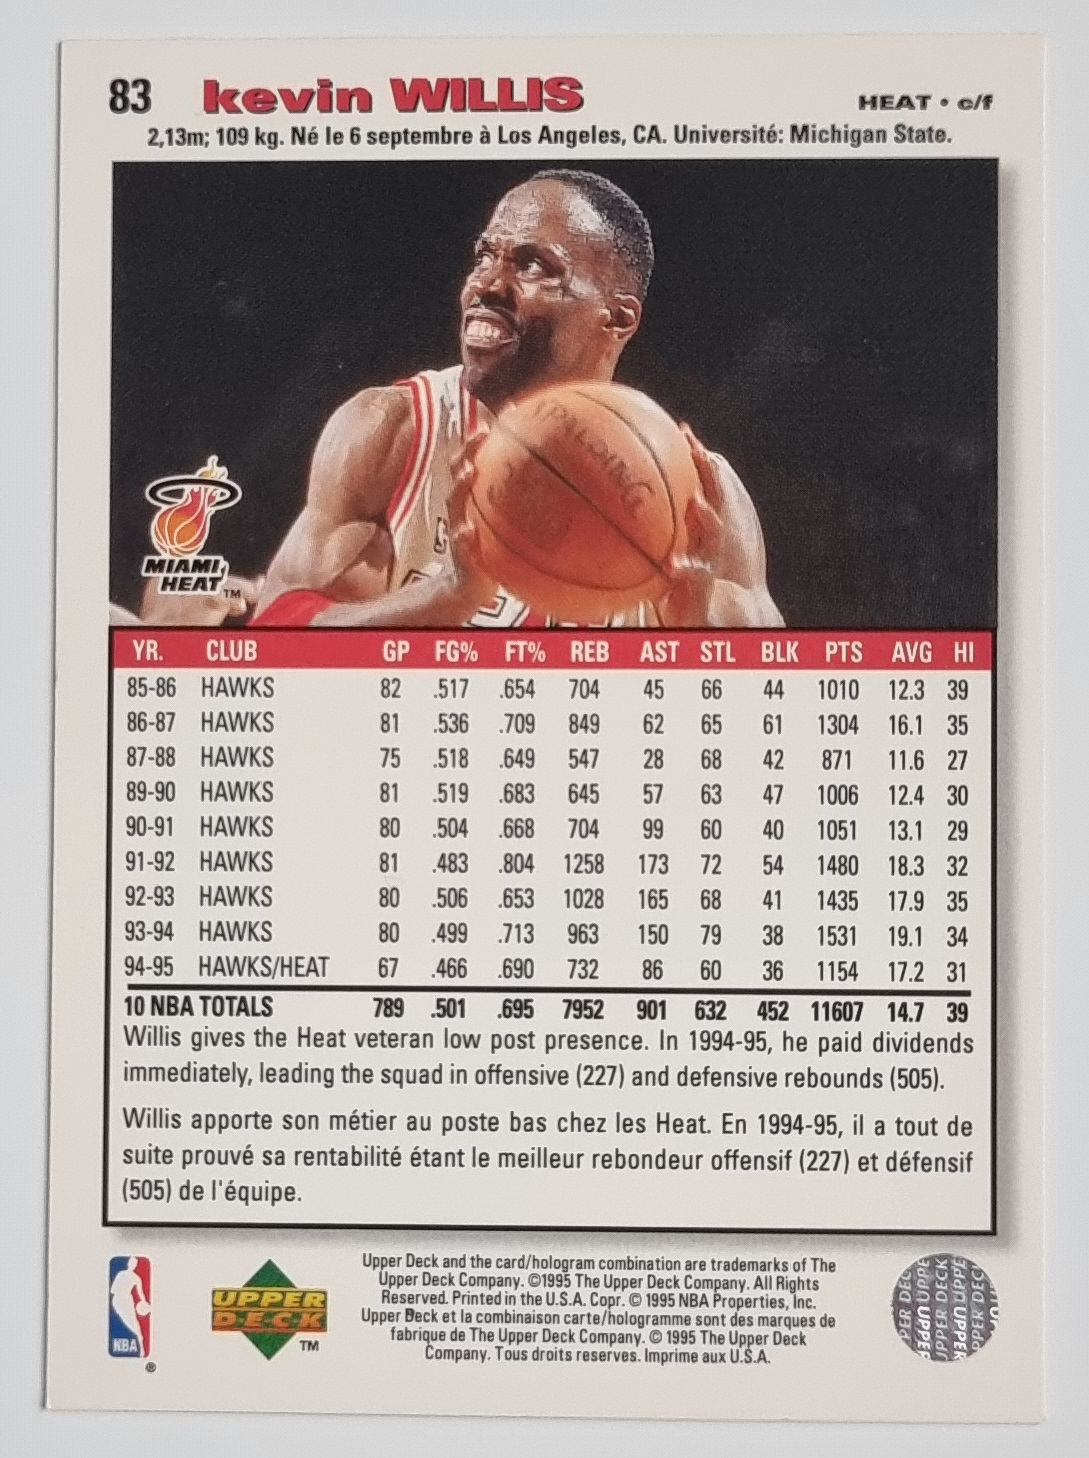 83 kevin WILLIS HEAT • c/f
2,13m; 109 kg. Né le 6 septembre à Los Angeles, CA. Université: Michigan State.
SPALDING
MIAMI
HEAT™
YR. CLUB GP FG% FT% REB AST STL BLK PTS AVG HI
85-86 HAWKS 82 .517 .654 704 45 66 44 1010 12.3 39
86-87 HAWKS 81 .536 .709 849 62 65 61 1304 16.1 35
87-88 HAWKS 75 .518 .649 547 28 68 42 871 11.6 27
89-90 HAWKS 81 .519 .683 645 57 63 47 1006 12.4 30
90-91 HAWKS 80 .504 .668 704 99 60 40 1051 13.1 29
91-92 HAWKS 81 .483 .804 1258 173 72 54 1480 18.3 32
92-93 HAWKS 80 .506 .653 1028 165 68 41 1435 17.9 35
93-94 HAWKS 80 .499 .713 963 150 79 38 1531 19.1 34
94-95 HAWKS/HEAT 67 .466 .690 732 86 60 36 1154 17.2 31
10 NBA TOTALS 789 .501 .695 7952 901 632 452 11607 14.7 39
Willis gives the Heat veteran low post presence. In 1994-95, he paid dividends
immediately, leading the squad in offensive (227) and defensive rebounds (505).
Willis apporte son métier au poste bas chez les Heat. En 1994-95, il a tout de
suite prouvé sa rentabilité étant le meilleur rebondeur offensif (227) et défensif
(505) de l'équipe.
NBA ®
UPPER
DECK ™
Upper Deck and the card/hologram combination are trademarks of The
Upper Deck Company. ©1995 The Upper Deck Company. All Rights
Reserved. Printed in the U.S.A. Copr. © 1995 NBA Properties, Inc.
Upper Deck et la combinaison carte/hologramme sont des marques de
fabrique de The Upper Deck Company. © 1995 The Upper Deck
Company. Tous droits reserves. Imprime aux U.S.A.
UPPER DECK